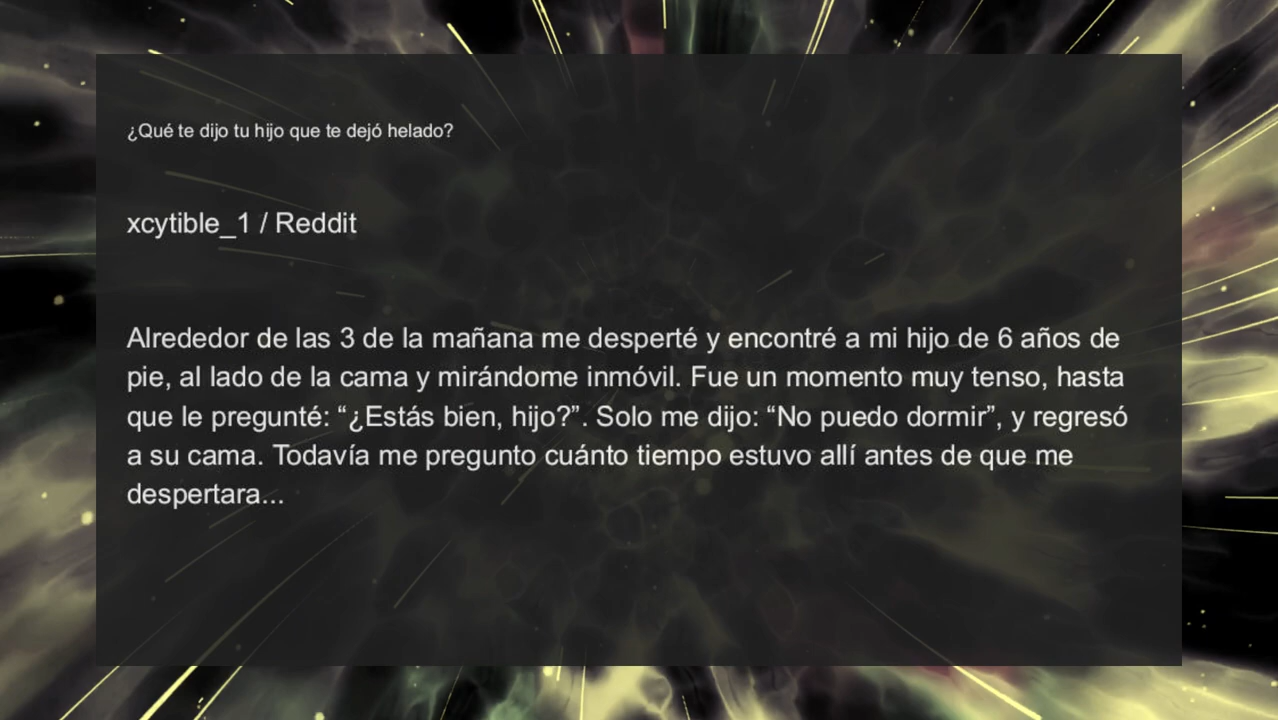 ¿Qué te dijo tu hijo que te dejó helado?
xcytible_1 / Reddit
Alrededor de las 3 de la mañana me desperté y encontré a mi hijo de 6 años de
pie, al lado de la cama y mirándome inmóvil. Fue un momento muy tenso, hasta
que le pregunté: “¿Estás bien, hijo?”. Solo me dijo: “No puedo dormir”, y regresó
a su cama. Todavía me pregunto cuánto tiempo estuvo allí antes de que me
despertara...